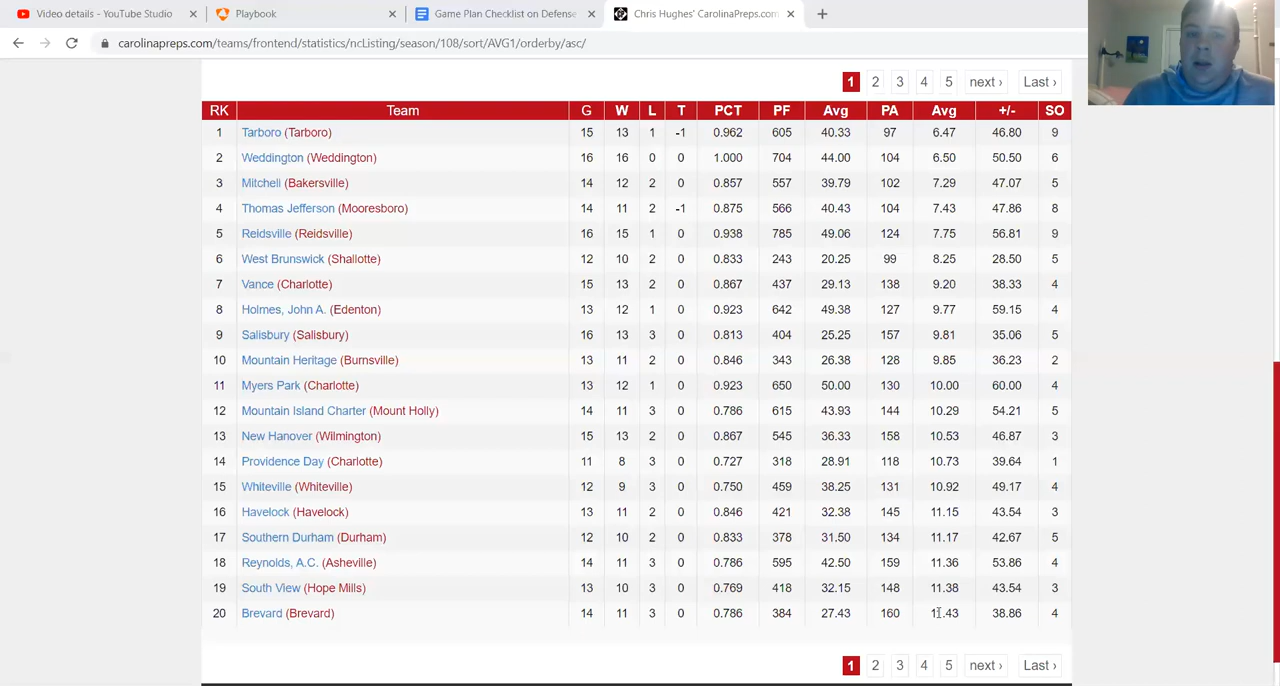 Video details - YouTube Studio
Playbook
Game Plan Checklist on Defense
Chris Hughes' CarolinaPreps.com
carolinapreps.com/teams/frontend/statistics/ncListing/season/108/sort/AVG1/orderby/asc/
1 2 3 4 5 next › Last ›
RK Team G W L T PCT PF Avg PA Avg +/- SO
1 Tarboro (Tarboro) 15 13 1 -1 0.962 605 40.33 97 6.47 46.80 9
2 Weddington (Weddington) 16 16 0 0 1.000 704 44.00 104 6.50 50.50 6
3 Mitchell (Bakersville) 14 12 2 0 0.857 557 39.79 102 7.29 47.07 5
4 Thomas Jefferson (Mooresboro) 14 11 2 -1 0.875 566 40.43 104 7.43 47.86 8
5 Reidsville (Reidsville) 16 15 1 0 0.938 785 49.06 124 7.75 56.81 9
6 West Brunswick (Shallotte) 12 10 2 0 0.833 243 20.25 99 8.25 28.50 5
7 Vance (Charlotte) 15 13 2 0 0.867 437 29.13 138 9.20 38.33 4
8 Holmes, John A. (Edenton) 13 12 1 0 0.923 642 49.38 127 9.77 59.15 4
9 Salisbury (Salisbury) 16 13 3 0 0.813 404 25.25 157 9.81 35.06 5
10 Mountain Heritage (Burnsville) 13 11 2 0 0.846 343 26.38 128 9.85 36.23 2
11 Myers Park (Charlotte) 13 12 1 0 0.923 650 50.00 130 10.00 60.00 4
12 Mountain Island Charter (Mount Holly) 14 11 3 0 0.786 615 43.93 144 10.29 54.21 5
13 New Hanover (Wilmington) 15 13 2 0 0.867 545 36.33 158 10.53 46.87 3
14 Providence Day (Charlotte) 11 8 3 0 0.727 318 28.91 118 10.73 39.64 1
15 Whiteville (Whiteville) 12 9 3 0 0.750 459 38.25 131 10.92 49.17 4
16 Havelock (Havelock) 13 11 2 0 0.846 421 32.38 145 11.15 43.54 3
17 Southern Durham (Durham) 12 10 2 0 0.833 378 31.50 134 11.17 42.67 5
18 Reynolds, A.C. (Asheville) 14 11 3 0 0.786 595 42.50 159 11.36 53.86 4
19 South View (Hope Mills) 13 10 3 0 0.769 418 32.15 148 11.38 43.54 3
20 Brevard (Brevard) 14 11 3 0 0.786 384 27.43 160 11.43 38.86 4
1 2 3 4 5 next › Last ›